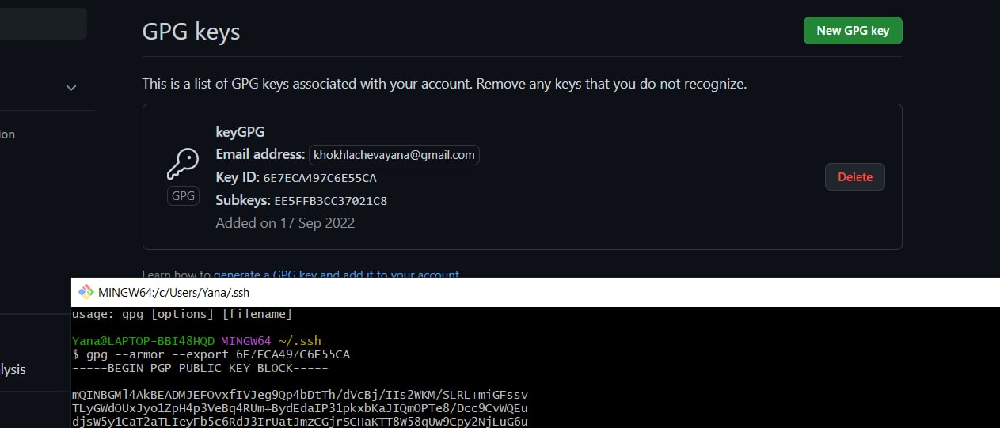 GPG keys
New GPG key
This is a list of GPG keys associated with your account. Remove any keys that you do not recognize.
ion
keyGPG
Email address: khokhlachevayana@gmail.com
Key ID: 6E7ECA497C6E55CA
GPG
Subkeys: EE5FFB3CC37021C8
Delete
Added on 17 Sep 2022
Learn how to generate a GPG key and add it to your account
MINGW64:/c/Users/Yana/.ssh
usage: gpg [options] [filename]
Yana@LAPTOP-BBI48HQD MINGW64 ~/.ssh
$ gpg --armor --export 6E7ECA497C6E55CA
-----BEGIN PGP PUBLIC KEY BLOCK-----
lysis
mQINBGMl4AkBEADMJEFOvxfIVJeg9Qp4bDtTh/dVcBj/IIs2WKM/SLRL+miGFssv
TLyGWdOUxJyo1ZpH4p3VeBq4RUm+BydEdaIP31pkxbKaJIQmOPTe8/Dcc9CvWQEu
djsW5y1CaT2aTLIeyFb5c6RdJ3IrUatJmzCGjrSCHaKTT8W58qUw9Cpy2NjLuG6u